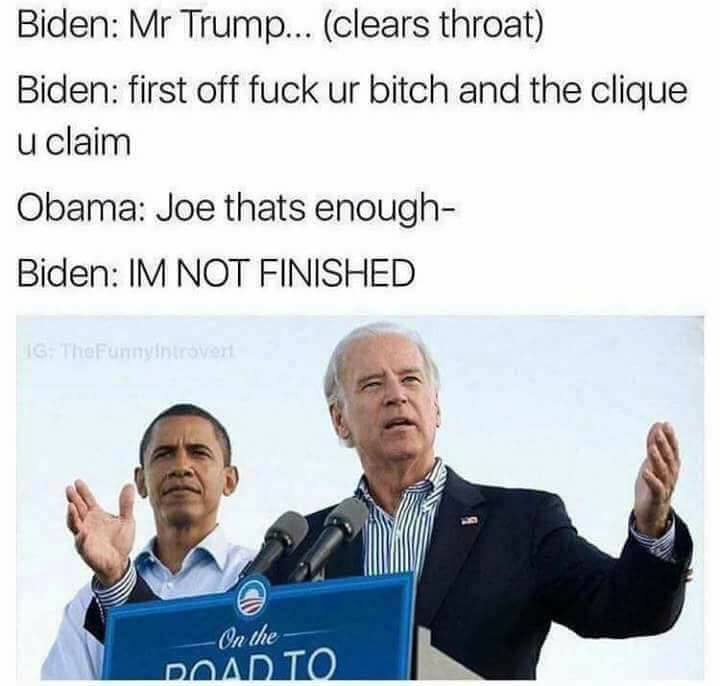 Biden: Mr Trump... (clears throat)
Biden: first off fuck ur bitch and the clique
u claim
Obama: Joe thats enough-
Biden: IM NOT FINISHED
IG: TheFunnyIntrovert
On the
ROAD TO